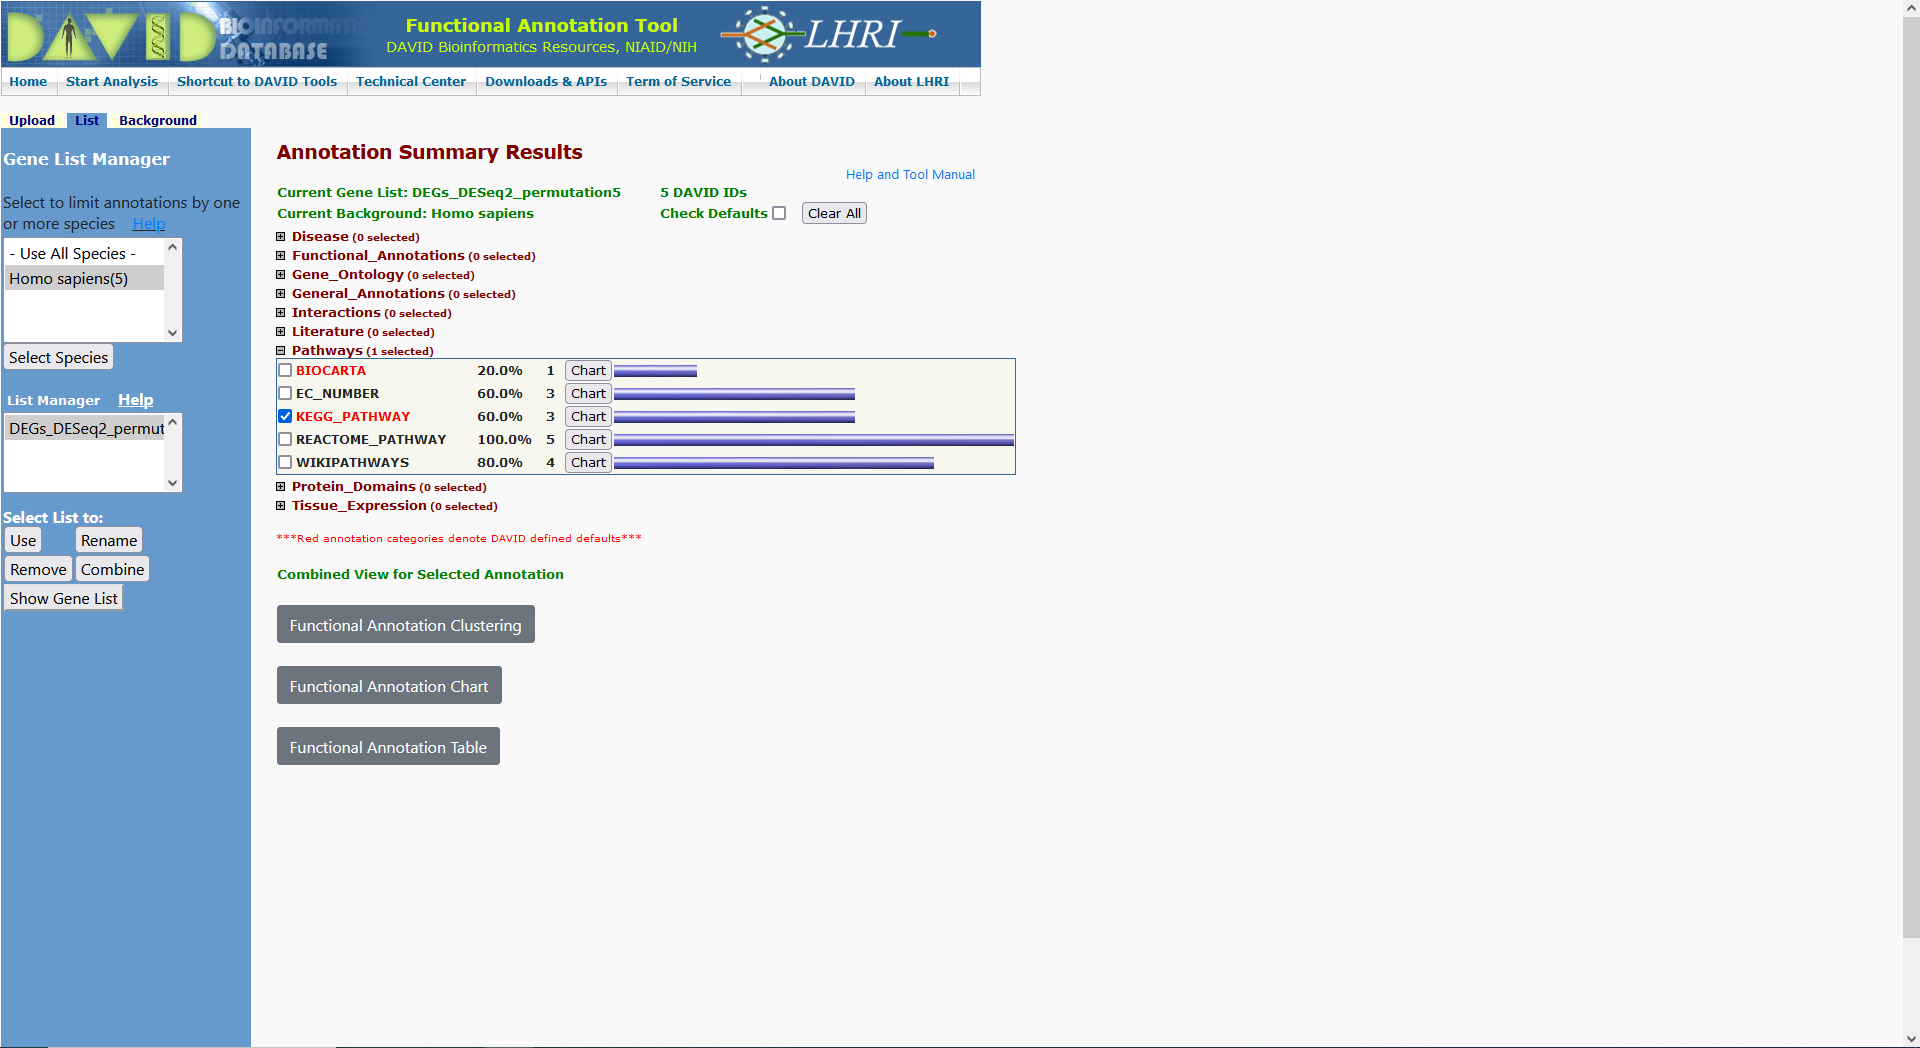 DAVID BIOINFORMATICS DATABASE
Functional Annotation Tool
DAVID Bioinformatics Resources, NIAID/NIH
LHRI
Home Start Analysis Shortcut to DAVID Tools Technical Center Downloads & APIs Term of Service About DAVID About LHRI
Upload List Background
Gene List Manager
Select to limit annotations by one
or more species Help
- Use All Species -
Homo sapiens(5)
Select Species
List Manager Help
DEGs_DESeq2_permut
Select List to:
Use Rename
Remove Combine
Show Gene List
Annotation Summary Results
Help and Tool Manual
Current Gene List: DEGs_DESeq2_permutation5 5 DAVID IDs
Current Background: Homo sapiens Check Defaults Clear All
Disease (0 selected)
Functional_Annotations (0 selected)
Gene_Ontology (0 selected)
General_Annotations (0 selected)
Interactions (0 selected)
Literature (0 selected)
Pathways (1 selected)
BIOCARTA 20.0% 1 Chart
EC_NUMBER 60.0% 3 Chart
KEGG_PATHWAY 60.0% 3 Chart
REACTOME_PATHWAY 100.0% 5 Chart
WIKIPATHWAYS 80.0% 4 Chart
Protein_Domains (0 selected)
Tissue_Expression (0 selected)
***Red annotation categories denote DAVID defined defaults***
Combined View for Selected Annotation
Functional Annotation Clustering
Functional Annotation Chart
Functional Annotation Table